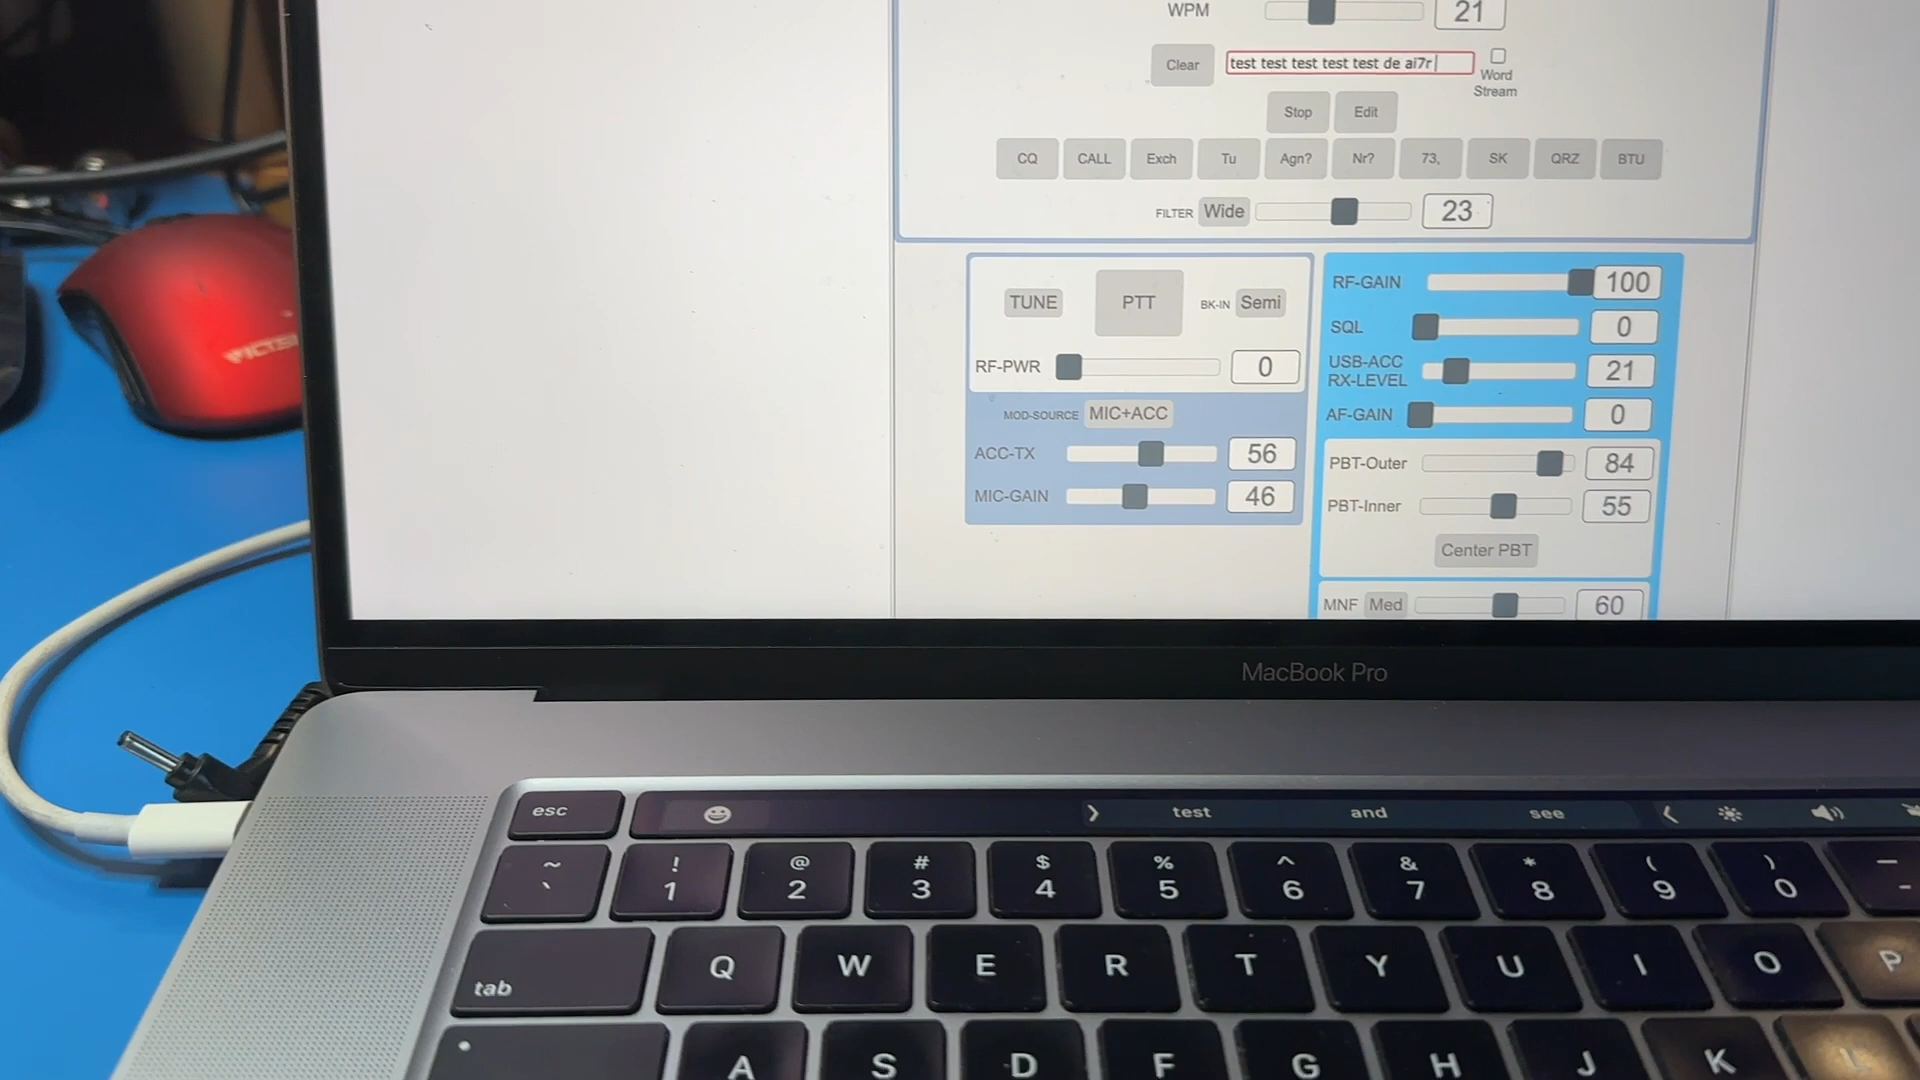 WPM 21
Clear test test test test test de ai7r Word Stream
Stop Edit
CQ CALL Exch Tu Agn? Nr? 73, SK QRZ BTU
FILTER Wide 23
TUNE PTT BK-IN Semi
RF-PWR 0
MOD-SOURCE MIC+ACC
ACC-TX 56
MIC-GAIN 46
RF-GAIN 100
SQL 0
USB-ACC RX-LEVEL 21
AF-GAIN 0
PBT-Outer 84
PBT-Inner 55
Center PBT
MNF Med 60
MacBook Pro
esc test and see
~ ! @ # $ % ^ & * ( ) —
` 1 2 3 4 5 6 7 8 9 0 -
tab Q W E R T Y U I O P
A S D F G H J K L